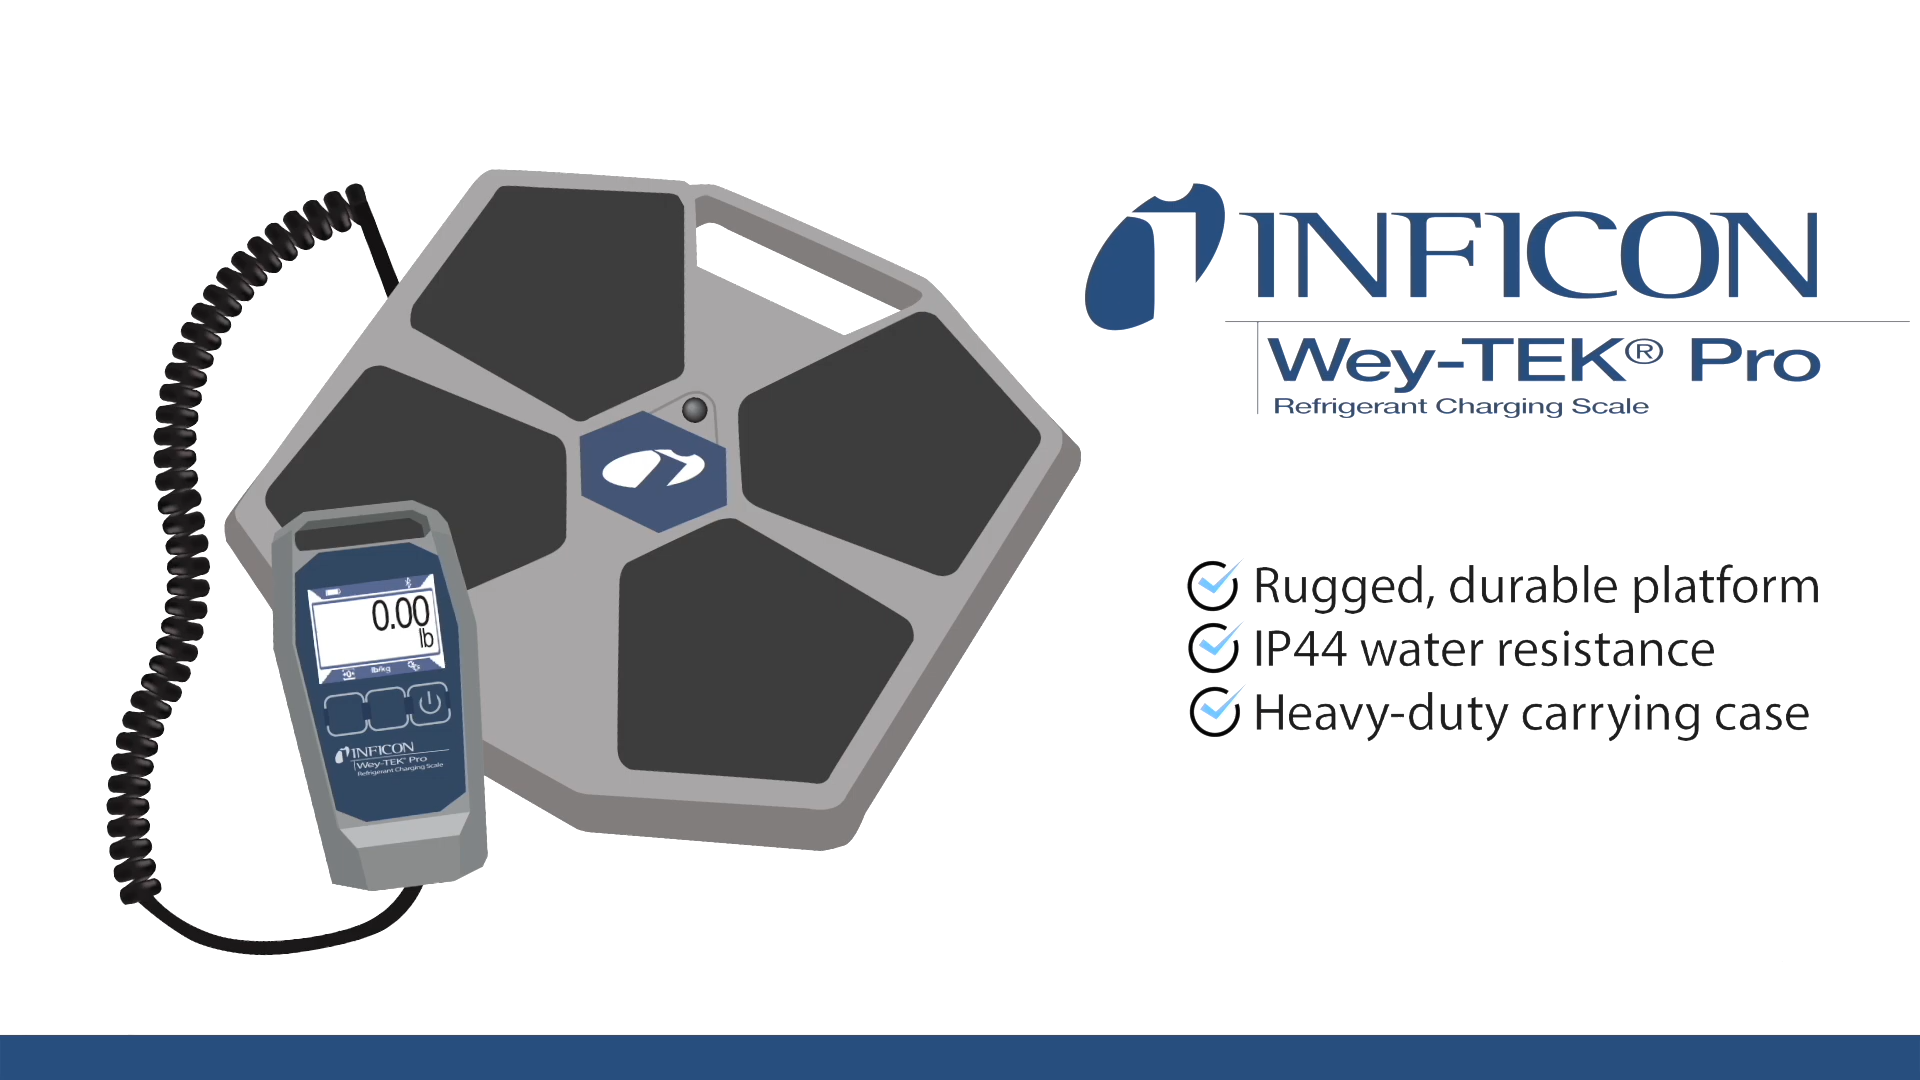 INFICON
Wey-TEK® Pro
Refrigerant Charging Scale
Rugged, durable platform
IP44 water resistance
Heavy-duty carrying case
0.00
lb
lb/kg
INFICON
Wey-TEK® Pro
Refrigerant Charging Scale